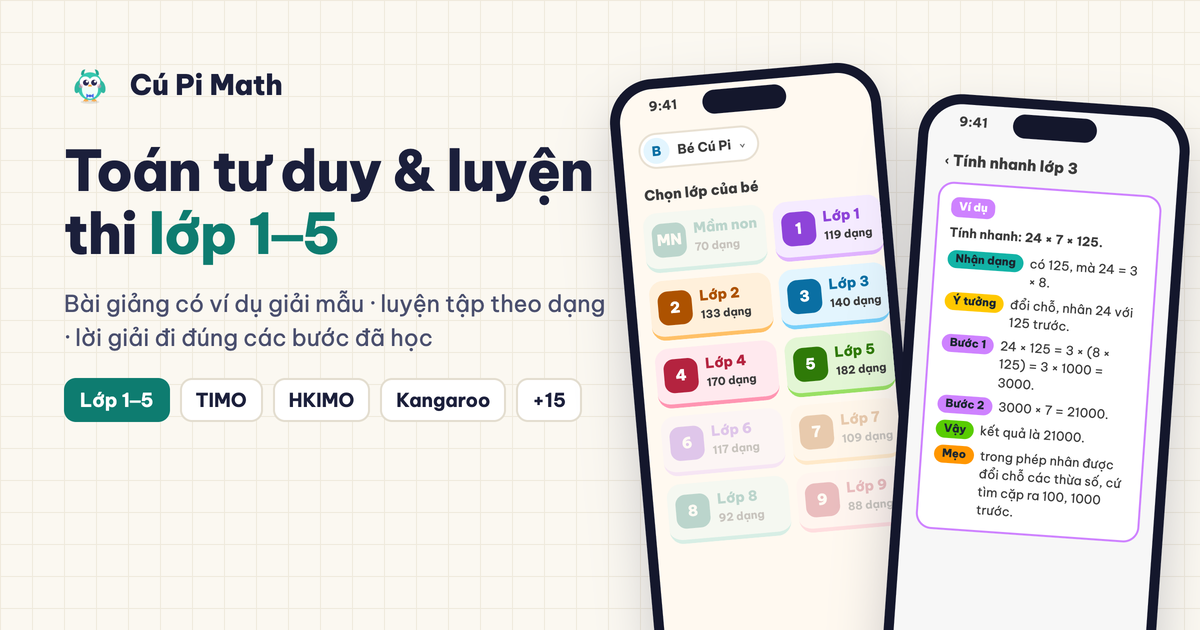 Cú Pi Math
Toán tư duy & luyện
thi lớp 1–5
Bài giảng có ví dụ giải mẫu · luyện tập theo dạng
· lời giải đi đúng các bước đã học
Lớp 1–5
TIMO
HKIMO
Kangaroo
+15
9:41
B Bé Cú Pi
Chọn lớp của bé
MN Mầm non
70 dạng
1 Lớp 1
119 dạng
2 Lớp 2
133 dạng
3 Lớp 3
140 dạng
4 Lớp 4
170 dạng
5 Lớp 5
182 dạng
6 Lớp 6
117 dạng
7 Lớp 7
109 dạng
8 Lớp 8
92 dạng
9 Lớp 9
88 dạng
9:41
‹ Tính nhanh lớp 3
Ví dụ
Tính nhanh: 24 × 7 × 125.
Nhận dạng có 125, mà 24 = 3
× 8.
Ý tưởng đổi chỗ, nhân 24 với
125 trước.
Bước 1 24 × 125 = 3 × (8 ×
125) = 3 × 1000 =
3000.
Bước 2 3000 × 7 = 21000.
Vậy kết quả là 21000.
Mẹo trong phép nhân được
đổi chỗ các thừa số, cứ
tìm cặp ra 100, 1000
trước.